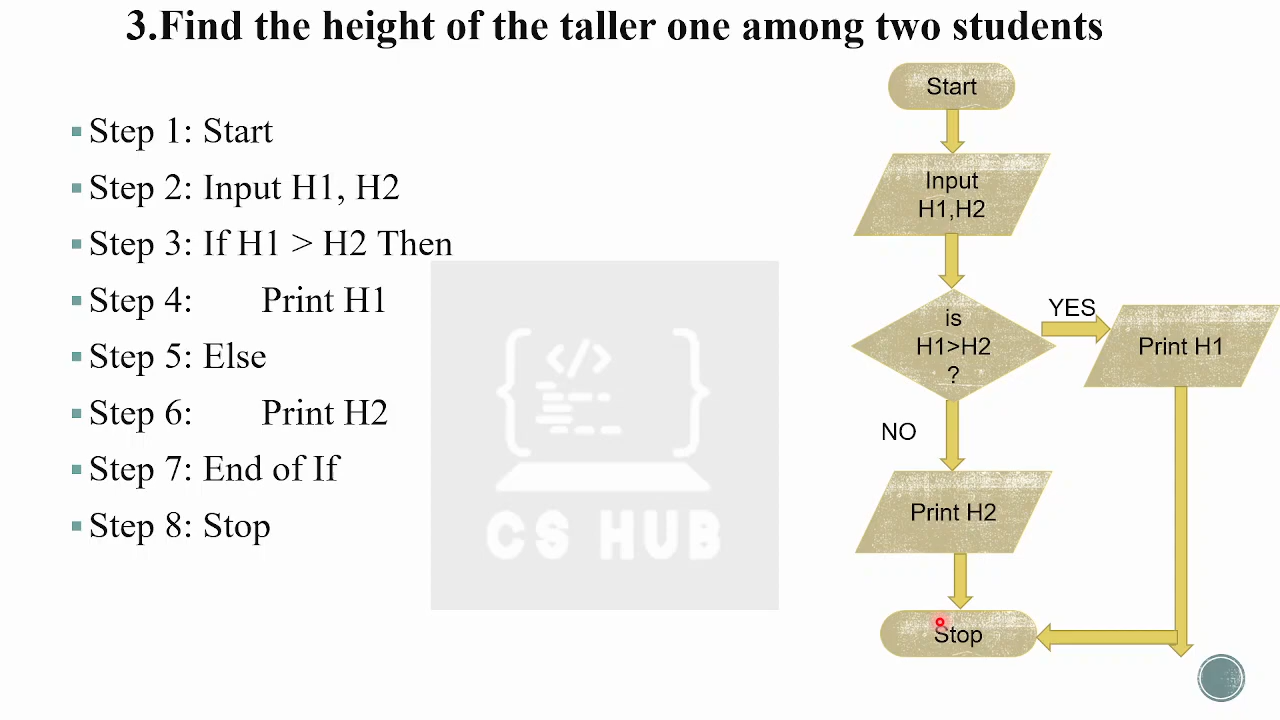 3.Find the height of the taller one among two students
Step 1: Start
Step 2: Input H1, H2
Step 3: If H1 > H2 Then
Step 4: Print H1
Step 5: Else
Step 6: Print H2
Step 7: End of If
Step 8: Stop
</>
CS HUB
Start
Input
H1,H2
is
H1>H2
?
YES
Print H1
NO
Print H2
Stop